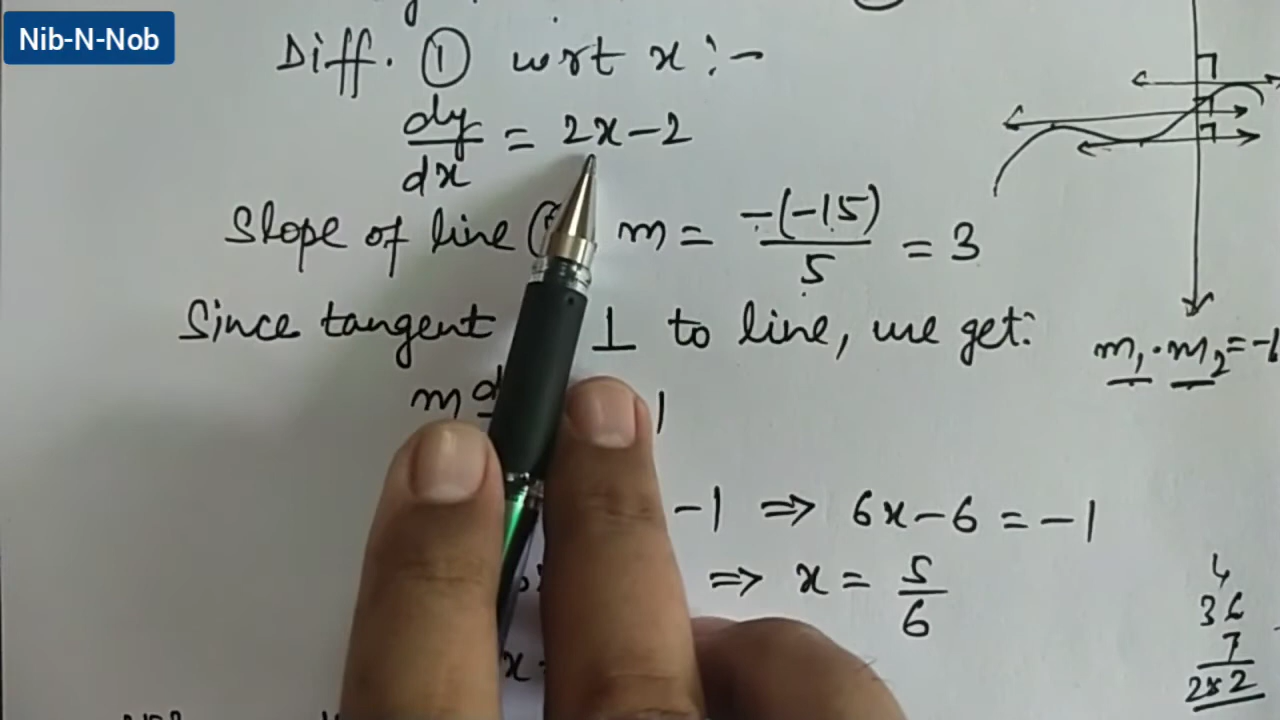 Nib-N-Nob
Diff. ① wrt x :-
dy/dx = 2x - 2
Slope of line m = -(-15)/5 = 3
Since tangent ⊥ to line, we get:
m₁ . m₂ = -1
m
-1 ⇒ 6x - 6 = -1
⇒ x = 5/6
4
36
7
252